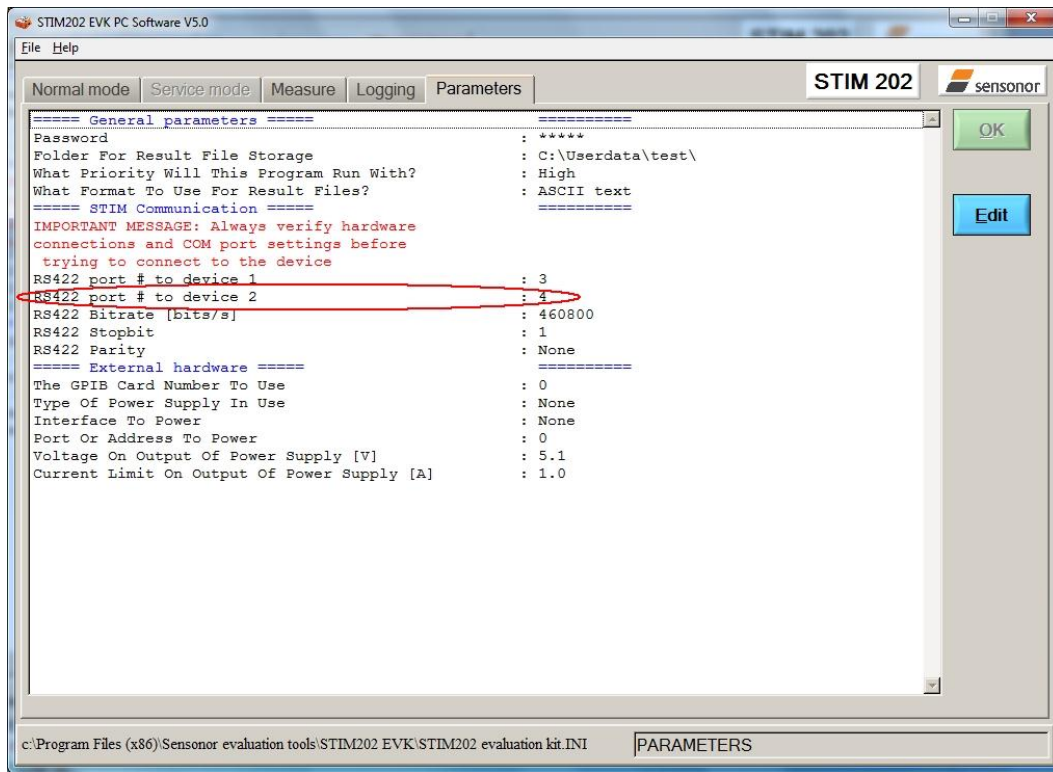 STIM202 EVK PC Software V5.0
File Help
Normal mode Service mode Measure Logging Parameters
STIM 202
sensonor
===== General parameters ===== ==========
Password : *****
Folder For Result File Storage : C:\Userdata\test\
What Priority Will This Program Run With? : High
What Format To Use For Result Files? : ASCII text
===== STIM Communication ===== ==========
IMPORTANT MESSAGE: Always verify hardware
connections and COM port settings before
trying to connect to the device
RS422 port # to device 1 : 3
RS422 port # to device 2 : 4
RS422 Bitrate [bits/s] : 460800
RS422 Stopbit : 1
RS422 Parity : None
===== External hardware ===== ==========
The GPIB Card Number To Use : 0
Type Of Power Supply In Use : None
Interface To Power : None
Port Or Address To Power : 0
Voltage On Output Of Power Supply [V] : 5.1
Current Limit On Output Of Power Supply [A] : 1.0
OK
Edit
c:\Program Files (x86)\Sensonor evaluation tools\STIM202 EVK\STIM202 evaluation kit.INI
PARAMETERS